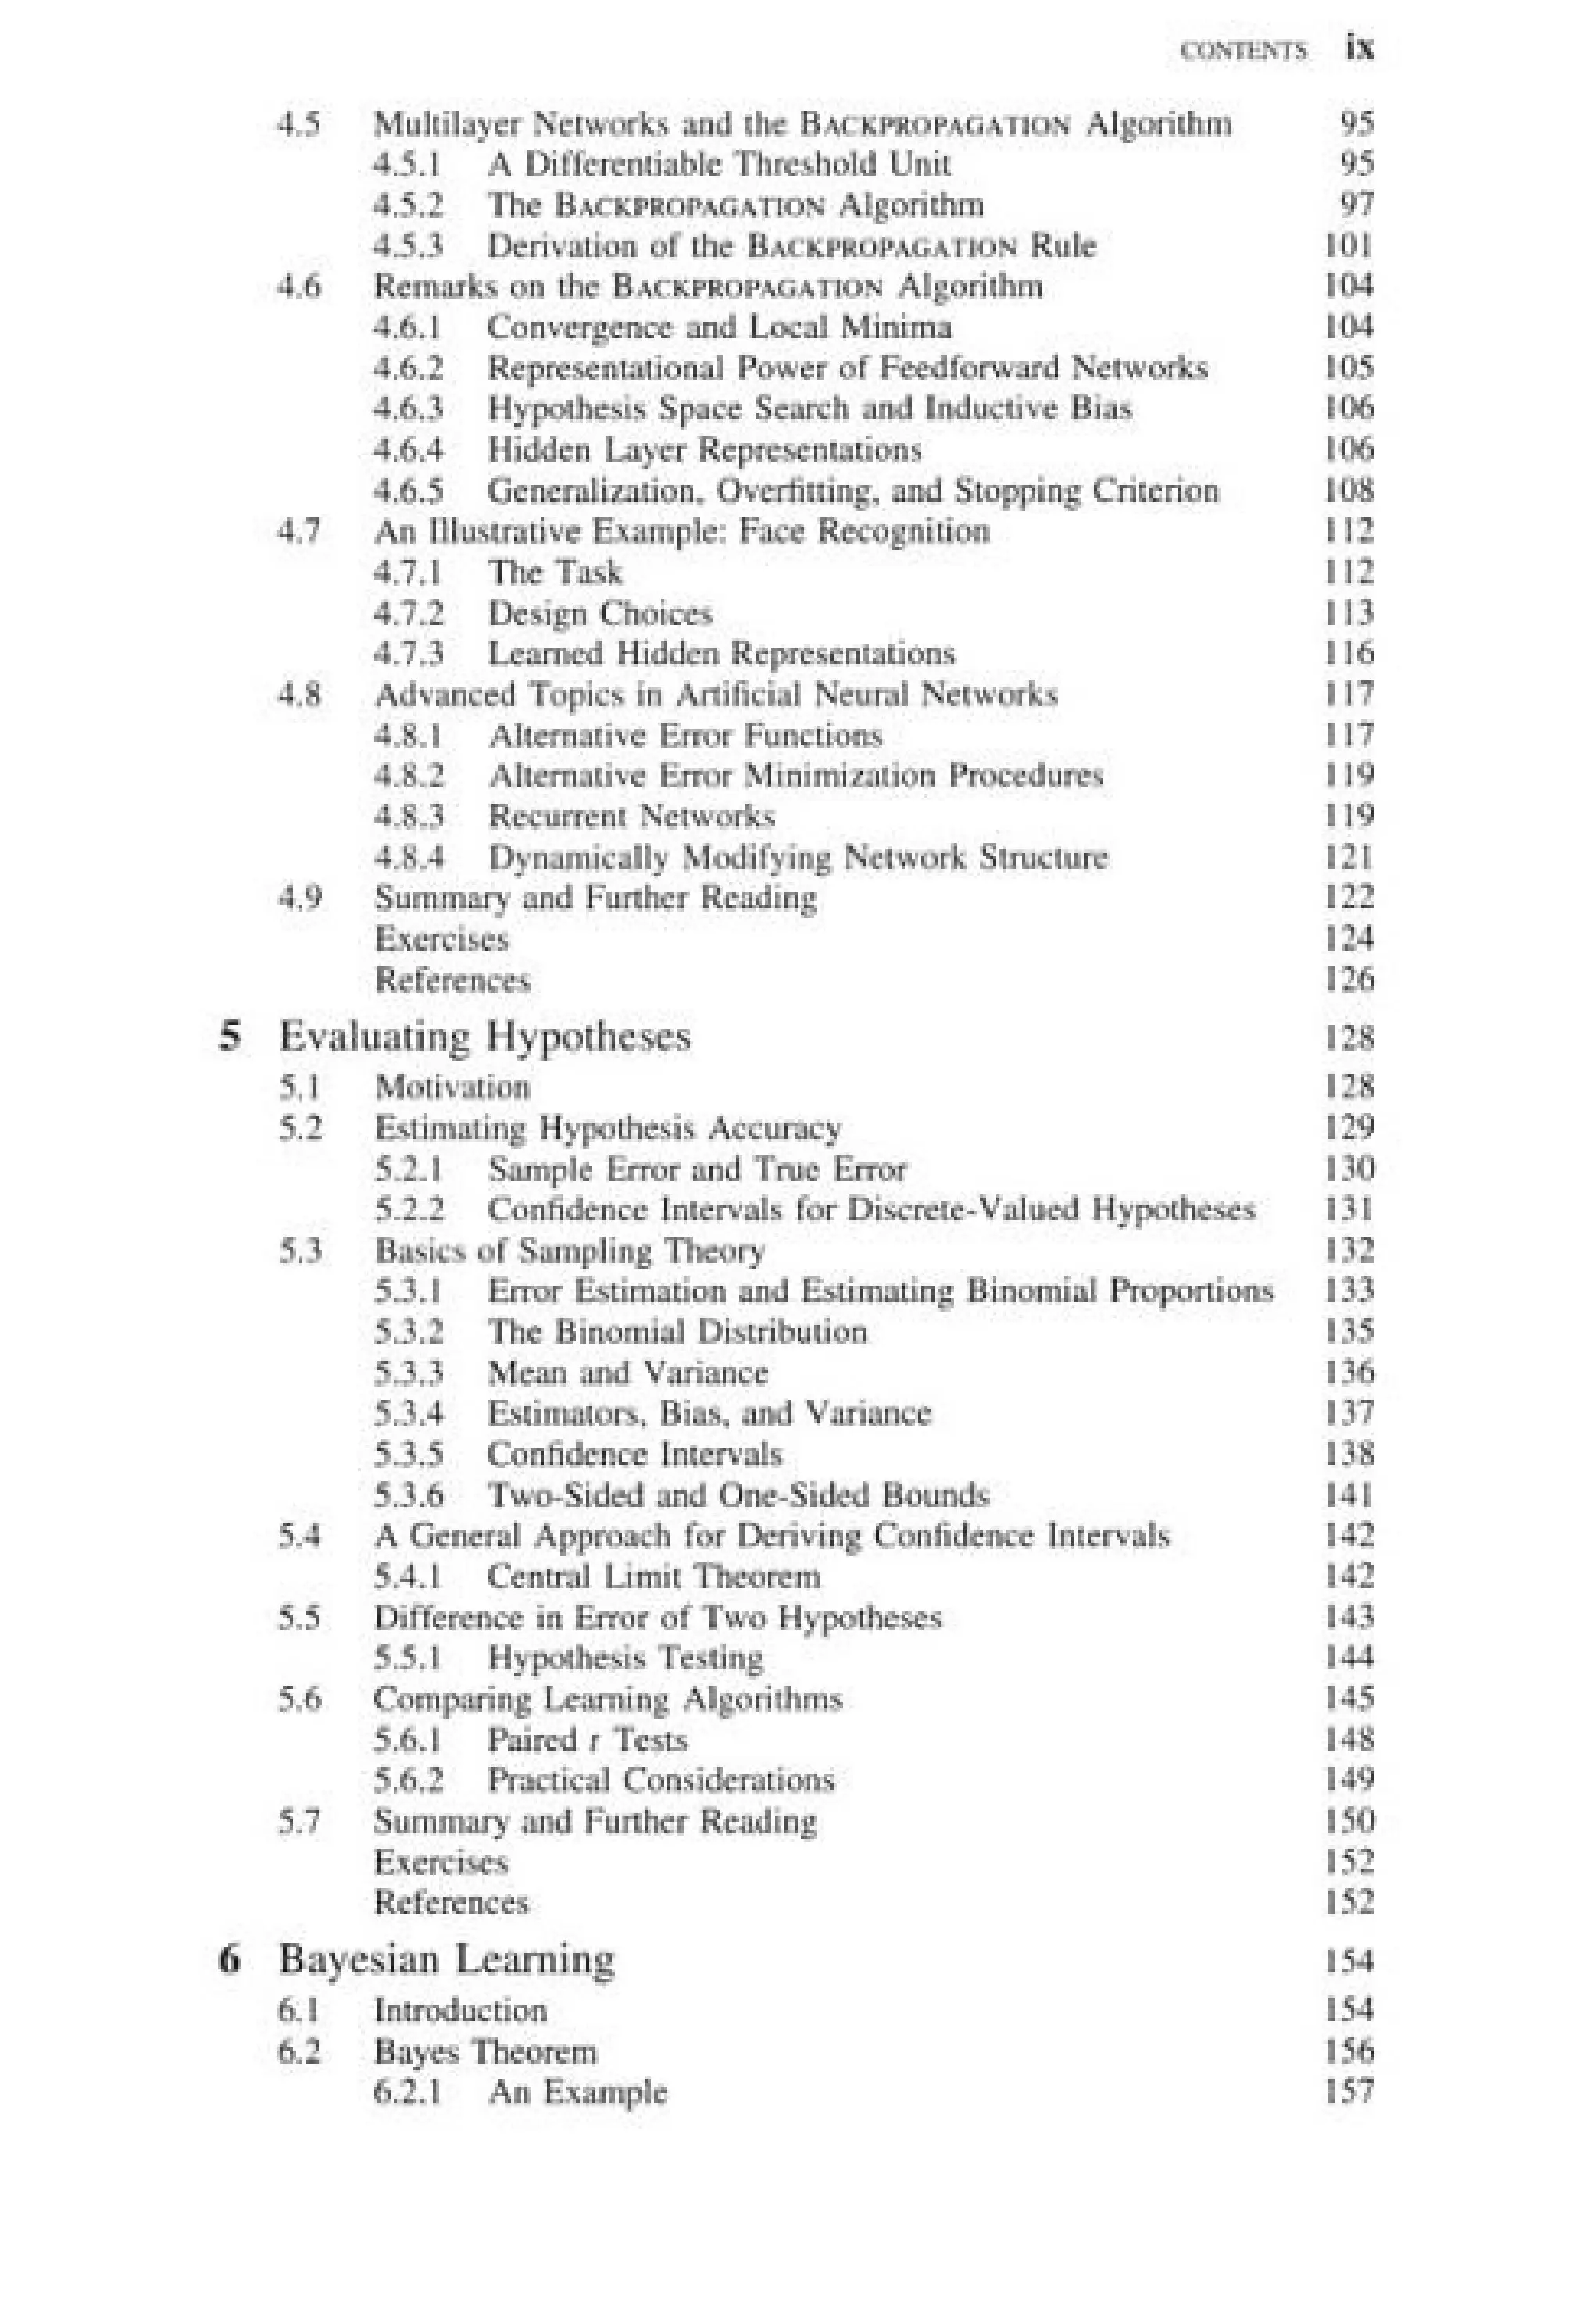 CONTENTS ix
4.5 Multilayer Networks and the BACKPROPAGATION Algorithm 95
4.5.1 A Differentiable Threshold Unit 95
4.5.2 The BACKPROPAGATION Algorithm 97
4.5.3 Derivation of the BACKPROPAGATION Rule 101
4.6 Remarks on the BACKPROPAGATION Algorithm 104
4.6.1 Convergence and Local Minima 104
4.6.2 Representational Power of Feedforward Networks 105
4.6.3 Hypothesis Space Search and Inductive Bias 106
4.6.4 Hidden Layer Representations 106
4.6.5 Generalization, Overfitting, and Stopping Criterion 108
4.7 An Illustrative Example: Face Recognition 112
4.7.1 The Task 112
4.7.2 Design Choices 113
4.7.3 Learned Hidden Representations 116
4.8 Advanced Topics in Artificial Neural Networks 117
4.8.1 Alternative Error Functions 117
4.8.2 Alternative Error Minimization Procedures 119
4.8.3 Recurrent Networks 119
4.8.4 Dynamically Modifying Network Structure 121
4.9 Summary and Further Reading 122
Exercises 124
References 126
5 Evaluating Hypotheses 128
5.1 Motivation 128
5.2 Estimating Hypothesis Accuracy 129
5.2.1 Sample Error and True Error 130
5.2.2 Confidence Intervals for Discrete-Valued Hypotheses 131
5.3 Basics of Sampling Theory 132
5.3.1 Error Estimation and Estimating Binomial Proportions 133
5.3.2 The Binomial Distribution 135
5.3.3 Mean and Variance 136
5.3.4 Estimators, Bias, and Variance 137
5.3.5 Confidence Intervals 138
5.3.6 Two-Sided and One-Sided Bounds 141
5.4 A General Approach for Deriving Confidence Intervals 142
5.4.1 Central Limit Theorem 142
5.5 Difference in Error of Two Hypotheses 143
5.5.1 Hypothesis Testing 144
5.6 Comparing Learning Algorithms 145
5.6.1 Paired t Tests 148
5.6.2 Practical Considerations 149
5.7 Summary and Further Reading 150
Exercises 152
References 152
6 Bayesian Learning 154
6.1 Introduction 154
6.2 Bayes Theorem 156
6.2.1 An Example 157